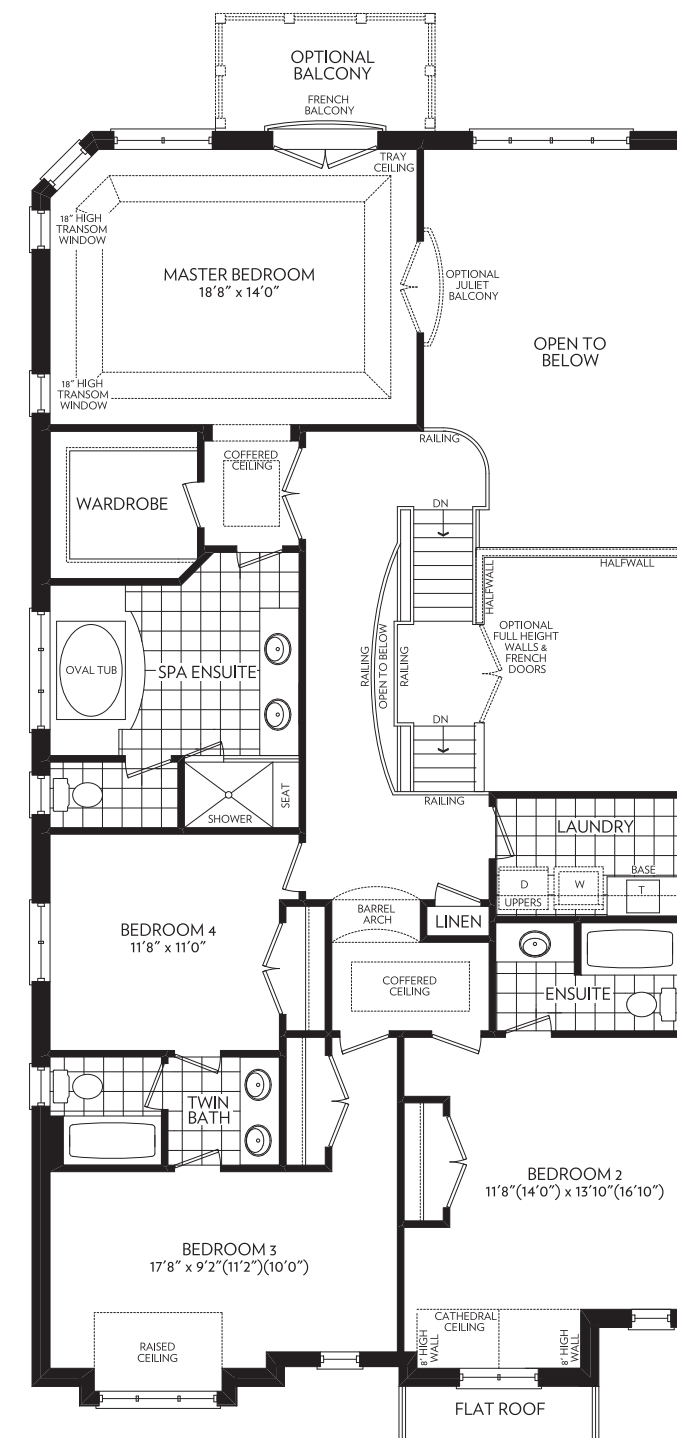 OPTIONAL
BALCONY
FRENCH
BALCONY
TRAY
CEILING
18" HIGH
TRANSOM
WINDOW
MASTER BEDROOM
18'8" x 14'0"
OPTIONAL
JULIET
BALCONY
OPEN TO
BELOW
18" HIGH
TRANSOM
WINDOW
RAILING
COFFERED
CEILING
WARDROBE
DN
HALFWALL
HALFWALL
OPTIONAL
FULL HEIGHT
WALLS &
FRENCH
DOORS
OVAL TUB
SPA ENSUITE
RAILING
OPEN TO BELOW
RAILING
DN
SHOWER
SEAT
RAILING
LAUNDRY
BASE
D
W
T
UPPERS
BARREL
ARCH
LINEN
BEDROOM 4
11'8" x 11'0"
COFFERED
CEILING
ENSUITE
TWIN
BATH
BEDROOM 2
11'8"(14'0") x 13'10"(16'10")
BEDROOM 3
17'8" x 9'2"(11'2")(10'0")
RAISED
CEILING
CATHEDRAL
CEILING
8' HIGH
WALL
8' HIGH
WALL
FLAT ROOF